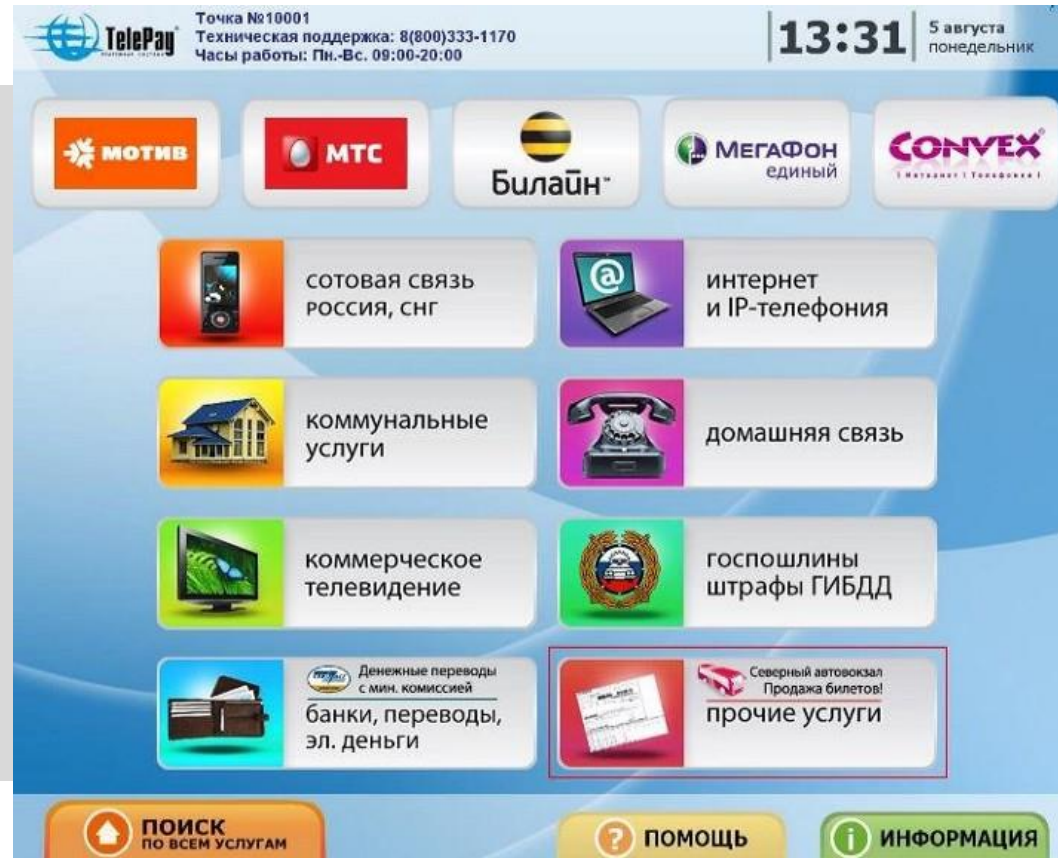 TelePay
Точка №10001
Техническая поддержка: 8(800)333-1170
Часы работы: Пн.-Вс. 09:00-20:00
13:31
5 августа
понедельник
мотив
мтс
Билайн
МегаФон
единый
CONVEX
сотовая связь
россия, снг
интернет
и IP-телефония
коммунальные
услуги
домашняя связь
коммерческое
телевидение
госпошлины
штрафы ГИБДД
Денежные переводы
с мин. комиссией
банки, переводы,
эл. деньги
Северный автовокзал
Продажа билетов!
прочие услуги
ПОИСК
ПО ВСЕМ УСЛУГАМ
ПОМОЩЬ
ИНФОРМАЦИЯ